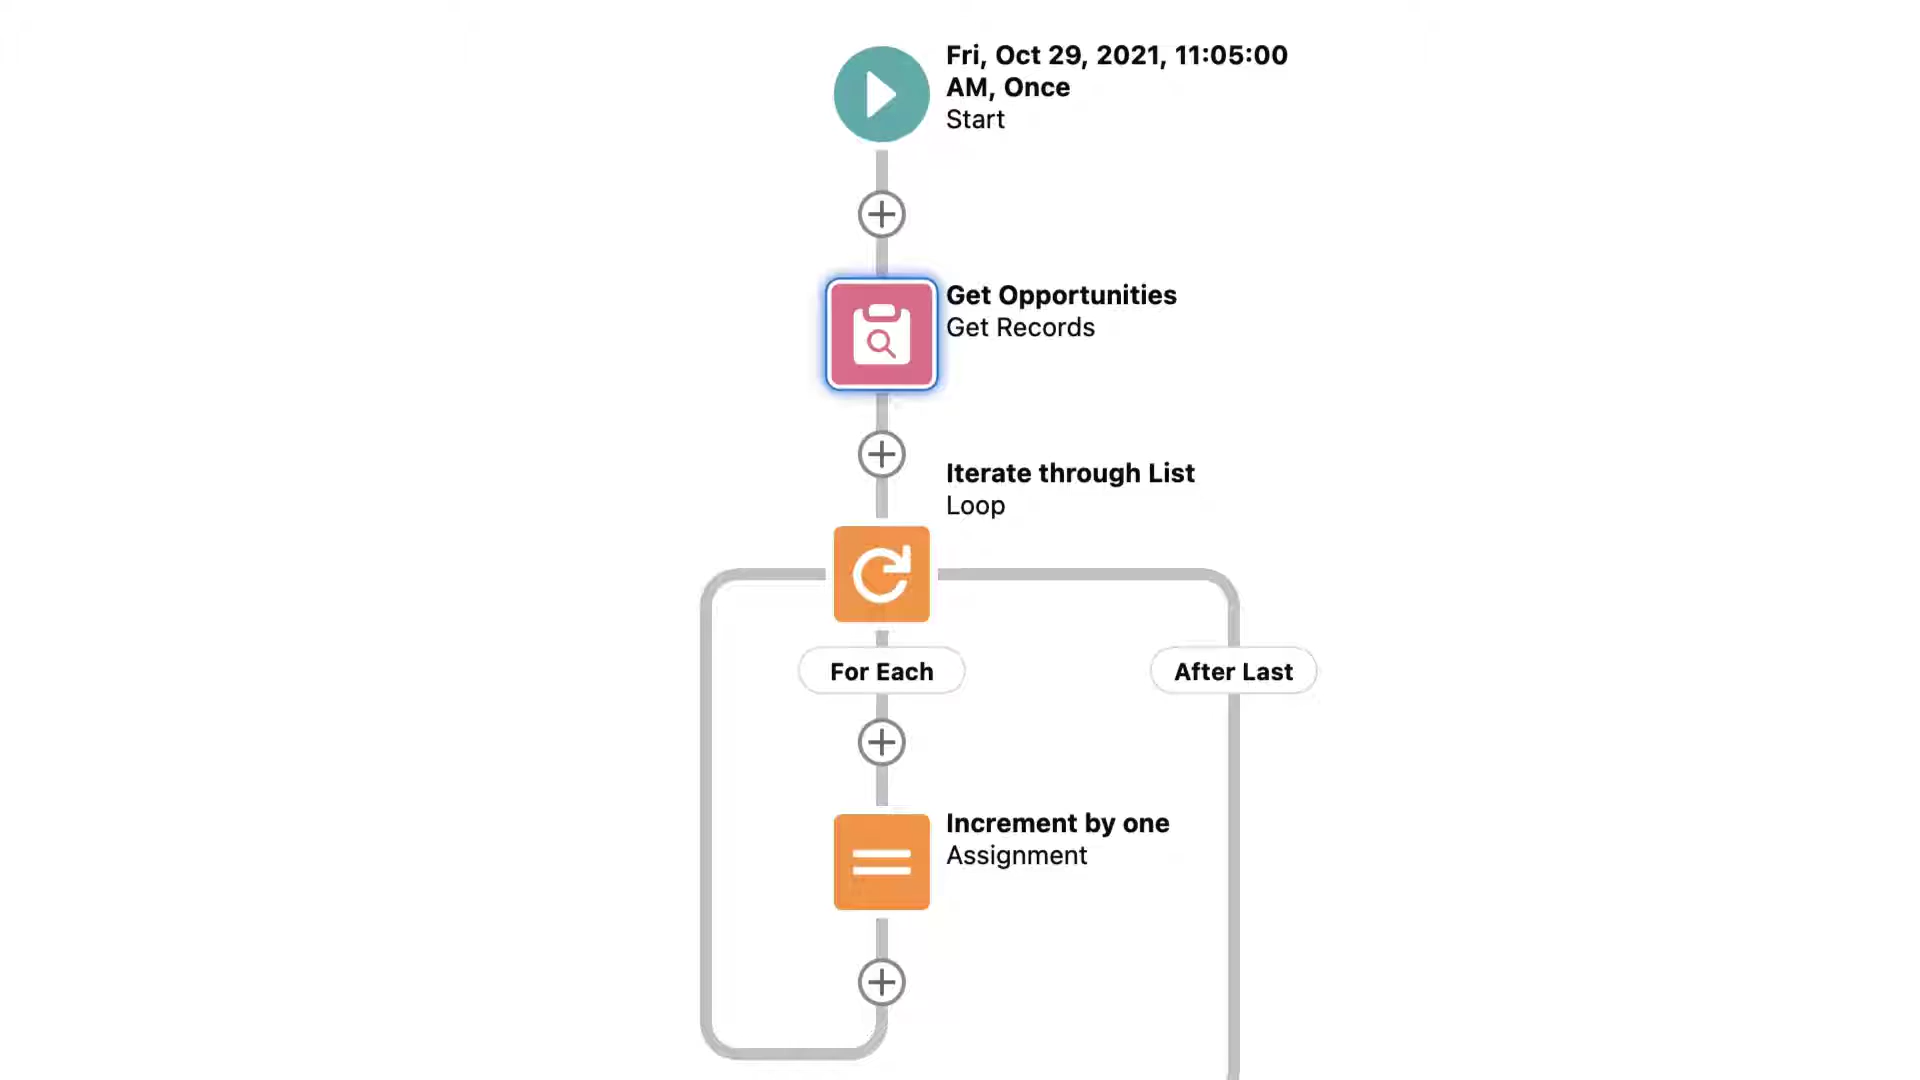 Fri, Oct 29, 2021, 11:05:00
AM, Once
Start
Get Opportunities
Get Records
Iterate through List
Loop
For Each
After Last
Increment by one
Assignment